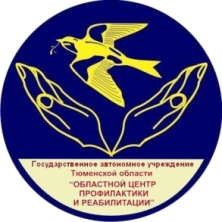 Государственное автономное учреждение
Тюменской области
"ОБЛАСТНОЙ ЦЕНТР
ПРОФИЛАКТИКИ
И РЕАБИЛИТАЦИИ"